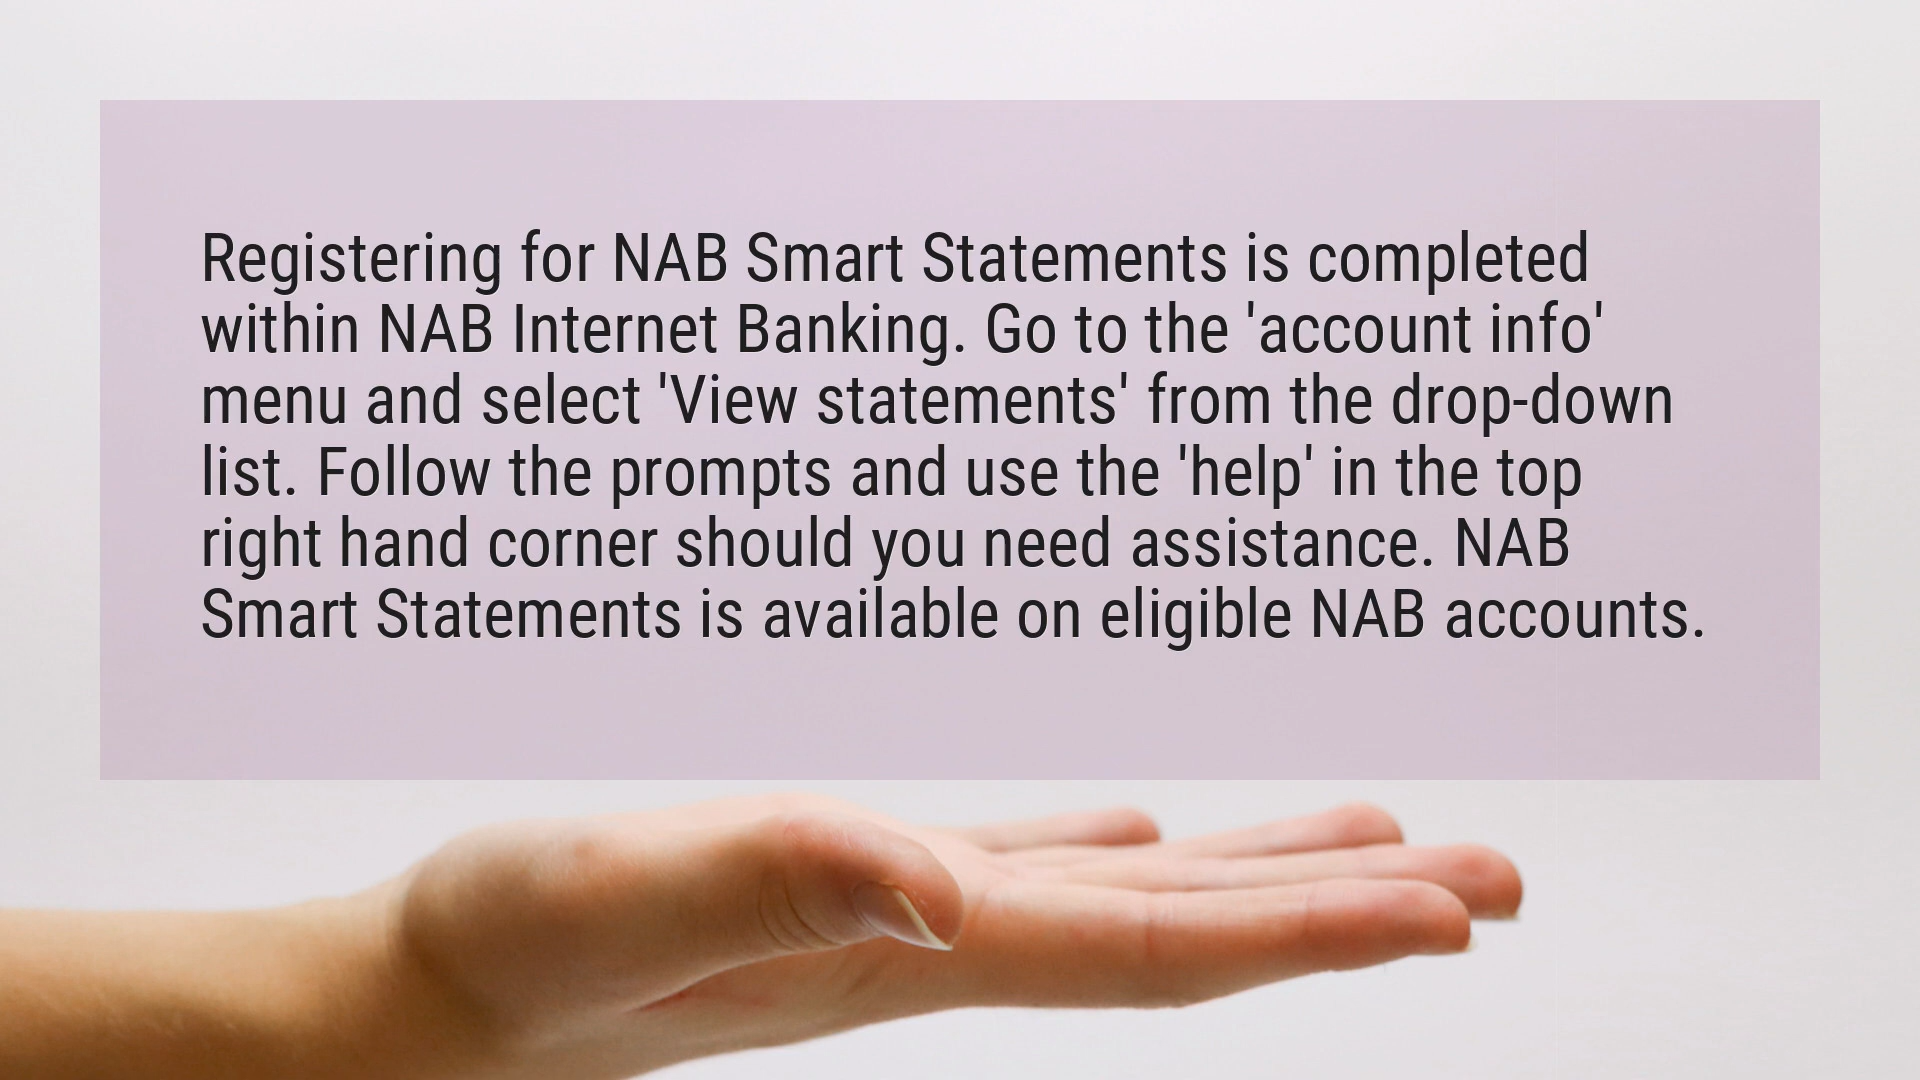 Registering for NAB Smart Statements is completed
within NAB Internet Banking. Go to the 'account info'
menu and select 'View statements' from the drop-down
list. Follow the prompts and use the 'help' in the top
right hand corner should you need assistance. NAB
Smart Statements is available on eligible NAB accounts.